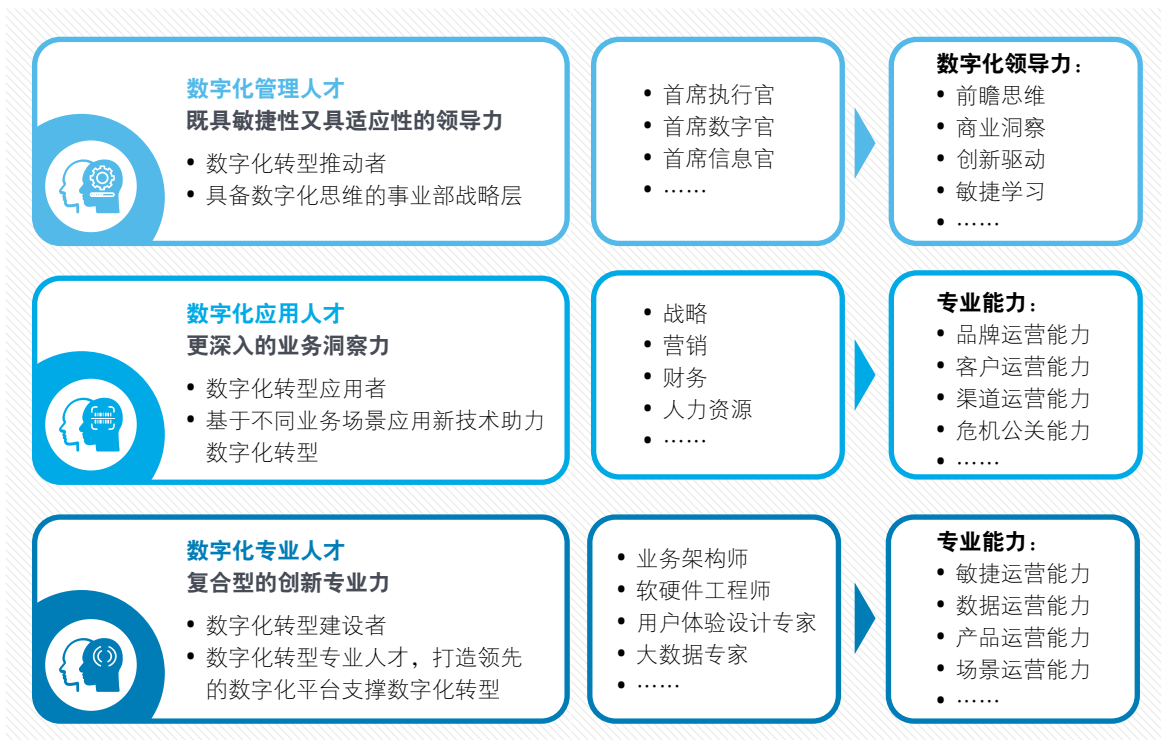 数字化管理人才
既具敏捷性又具适应性的领导力
• 数字化转型推动者
• 具备数字化思维的事业部战略层
• 首席执行官
• 首席数字官
• 首席信息官
• ……
数字化领导力：
• 前瞻思维
• 商业洞察
• 创新驱动
• 敏捷学习
• ……
数字化应用人才
更深入的业务洞察力
• 数字化转型应用者
• 基于不同业务场景应用新技术助力
数字化转型
• 战略
• 营销
• 财务
• 人力资源
• ……
专业能力：
• 品牌运营能力
• 客户运营能力
• 渠道运营能力
• 危机公关能力
• ……
数字化专业人才
复合型的创新专业力
• 数字化转型建设者
• 数字化转型专业人才，打造领先
的数字化平台支撑数字化转型
• 业务架构师
• 软硬件工程师
• 用户体验设计专家
• 大数据专家
• ……
专业能力：
• 敏捷运营能力
• 数据运营能力
• 产品运营能力
• 场景运营能力
• ……